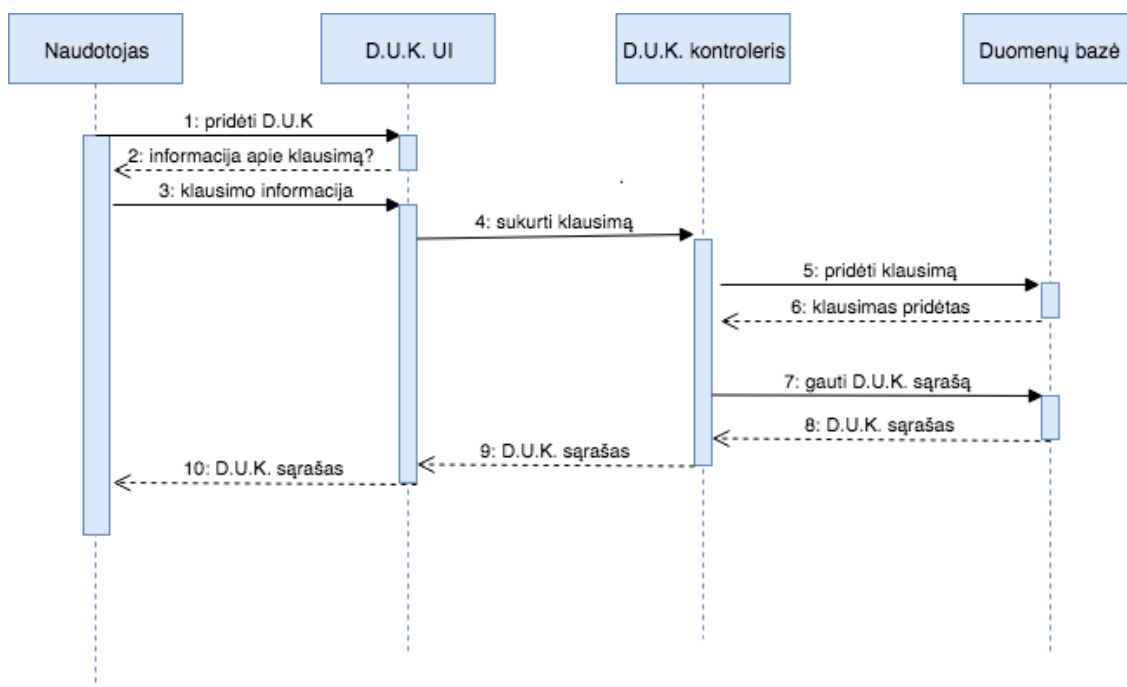 Naudotojas
D.U.K. UI
D.U.K. kontroleris
Duomenų bazė
1: pridėti D.U.K
2: informacija apie klausimą?
3: klausimo informacija
4: sukurti klausimą
5: pridėti klausimą
6: klausimas pridėtas
7: gauti D.U.K. sąrašą
8: D.U.K. sąrašas
9: D.U.K. sąrašas
10: D.U.K. sąrašas